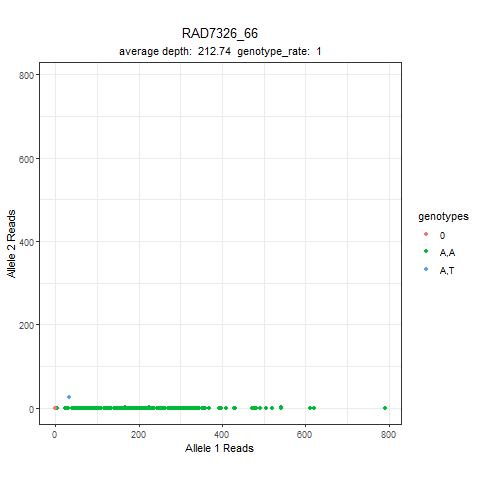 RAD7326_66
average depth:  212.74  genotype_rate:  1
800
600
400
200
0
Allele 2 Reads
0
200
400
600
800
Allele 1 Reads
genotypes
0
A,A
A,T